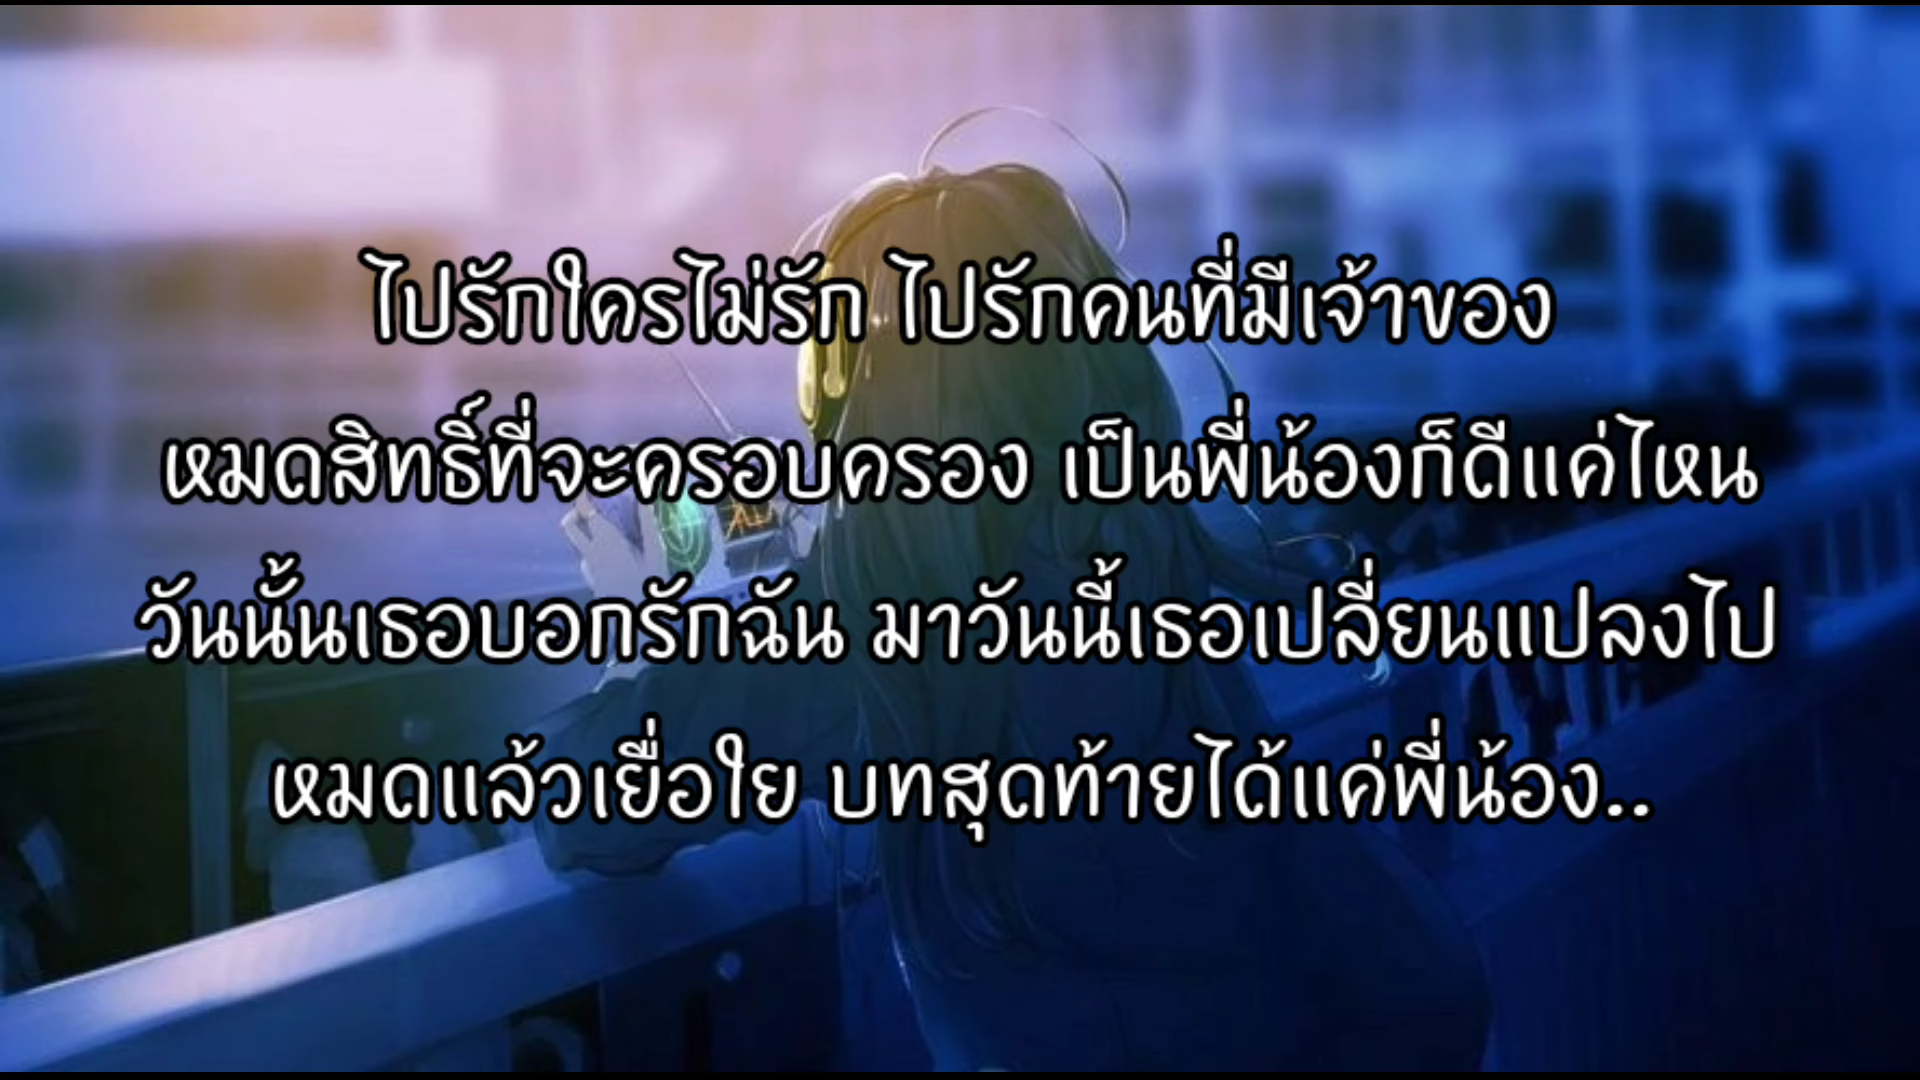 ไปรักใครไม่รัก ไปรักคนที่มีเจ้าของ
หมดสิทธิ์ที่จะครอบครอง เป็นพี่น้องก็ดีแค่ไหน
วันนั้นเธอบอกรักฉัน มาวันนี้เธอเปลี่ยนแปลงไป
หมดแล้วเยื่อใย บทสุดท้ายได้แค่พี่น้อง..